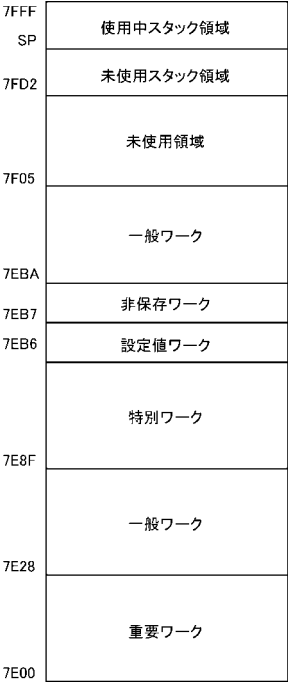 7FFF
使用中スタック領域
SP
未使用スタック領域
7FD2
未使用領域
7F05
一般ワーク
7EBA
非保存ワーク
7EB7
7EB6
設定値ワーク
特別ワーク
7E8F
一般ワーク
7E28
重要ワーク
7E00